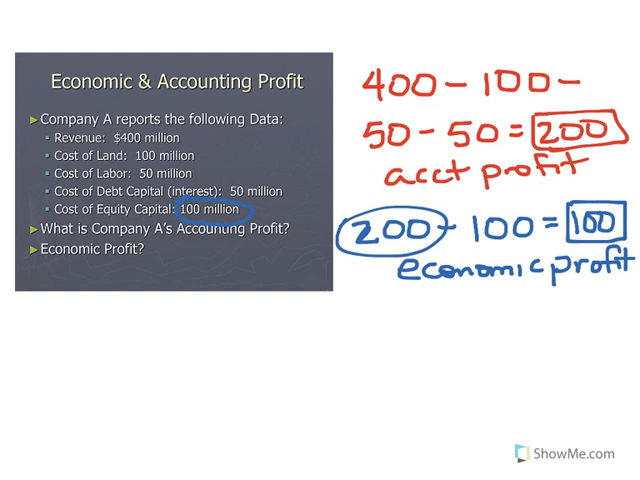 Economic & Accounting Profit
Company A reports the following Data:
Revenue: $400 million
Cost of Land: 100 million
Cost of Labor: 50 million
Cost of Debt Capital (interest): 50 million
Cost of Equity Capital: 100 million
What is Company A's Accounting Profit?
Economic Profit?
400 - 100 -
50 - 50 = 200
acct profit
200 - 100 = 100
economic profit
ShowMe.com